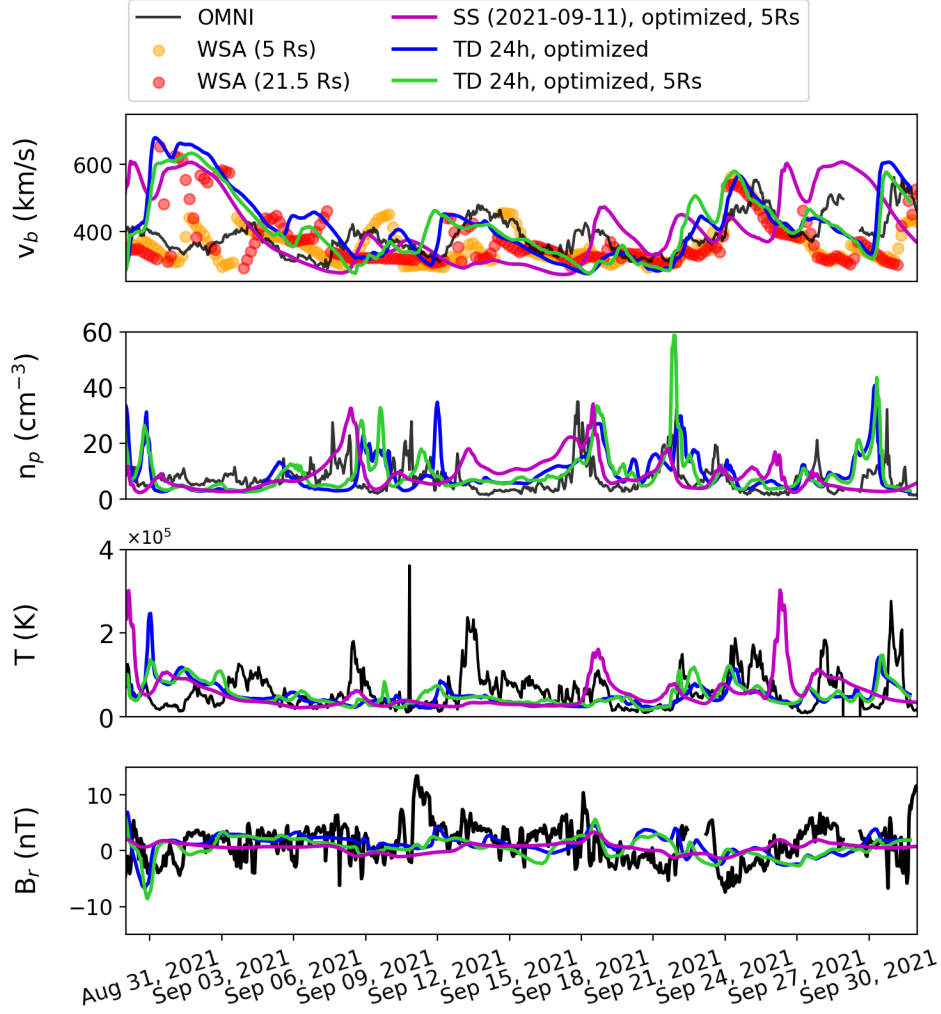 OMNI
WSA (5 Rs)
WSA (21.5 Rs)
SS (2021-09-11), optimized, 5Rs
TD 24h, optimized
TD 24h, optimized, 5Rs
v_b (km/s)
600
400
n_p (cm⁻³)
60
40
20
0
×10⁵
T (K)
4
2
0
B_r (nT)
10
0
−10
Aug 31, 2021
Sep 03, 2021
Sep 06, 2021
Sep 09, 2021
Sep 12, 2021
Sep 15, 2021
Sep 18, 2021
Sep 21, 2021
Sep 24, 2021
Sep 27, 2021
Sep 30, 2021